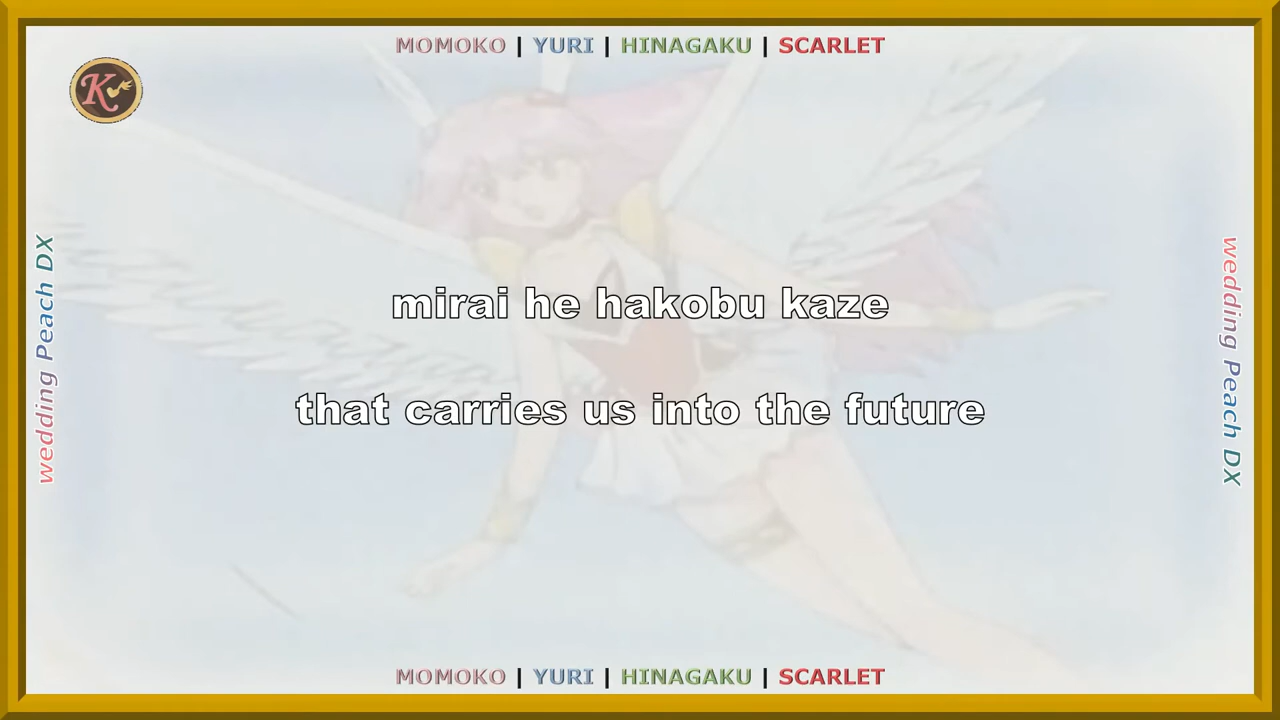 MOMOKO | YURI | HINAGAKU | SCARLET
K
wedding Peach DX
wedding Peach DX
mirai he hakobu kaze
that carries us into the future
MOMOKO | YURI | HINAGAKU | SCARLET